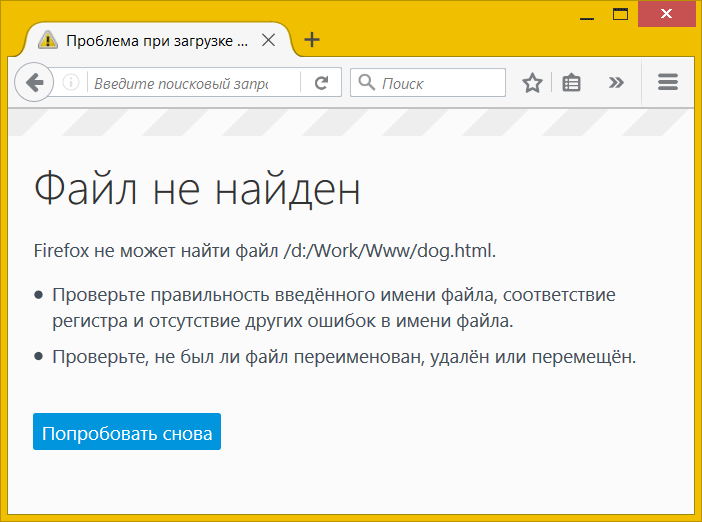 Проблема при загрузке ...
Введите поисковый запрс
Поиск
Файл не найден
Firefox не может найти файл /d:/Work/Www/dog.html.
Проверьте правильность введённого имени файла, соответствие
регистра и отсутствие других ошибок в имени файла.
Проверьте, не был ли файл переименован, удалён или перемещён.
Попробовать снова